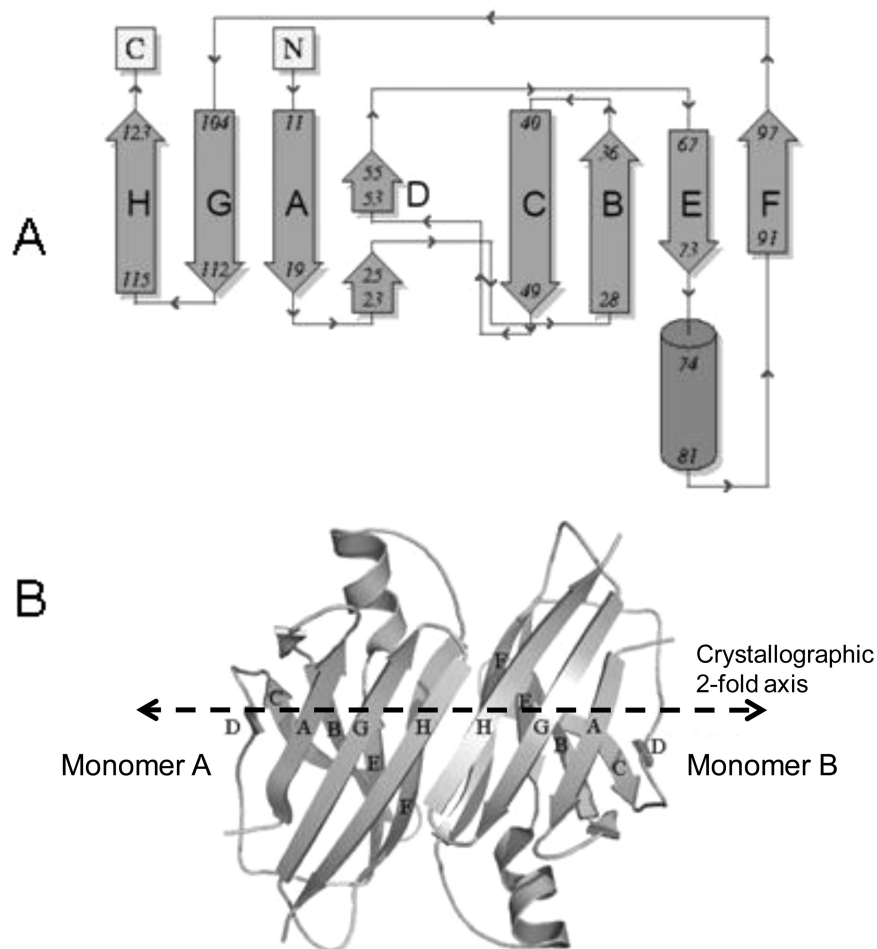 A
C N
123 104 11 40 36 67 97
55
53
D
H G A C B E F
115 112 19 25
23
49 28 73 91
74
81
B
Crystallographic
2-fold axis
F
E
D C A B G H H G A
B D
E C
F
Monomer A Monomer B